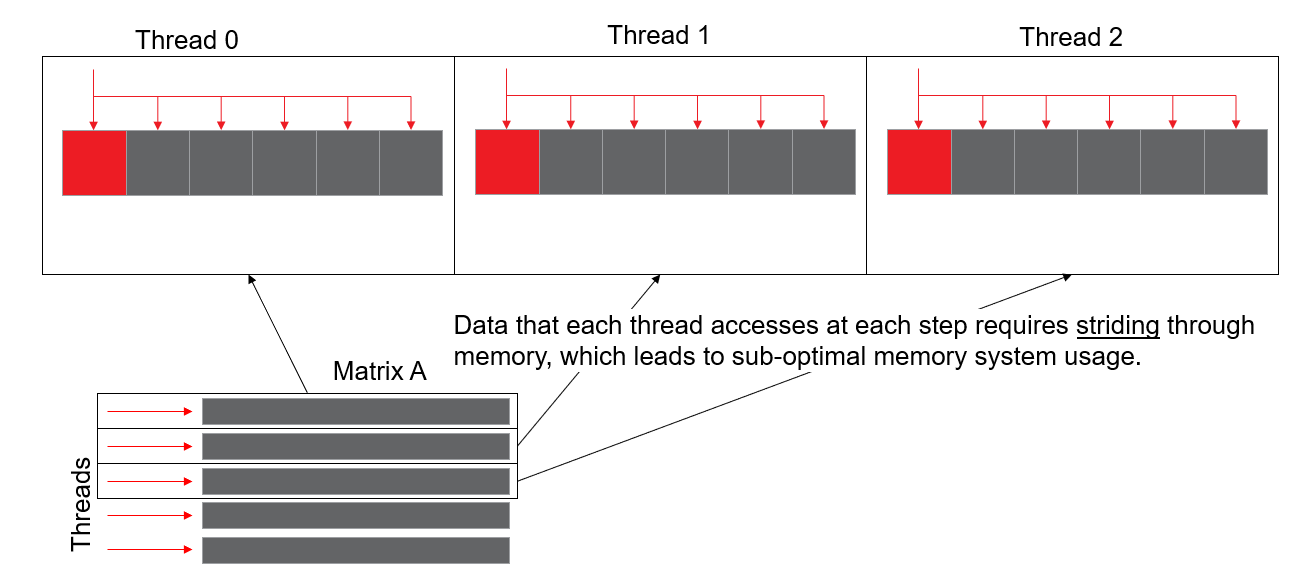 Thread 0
Thread 1
Thread 2
Data that each thread accesses at each step requires striding through
memory, which leads to sub-optimal memory system usage.
Matrix A
Threads